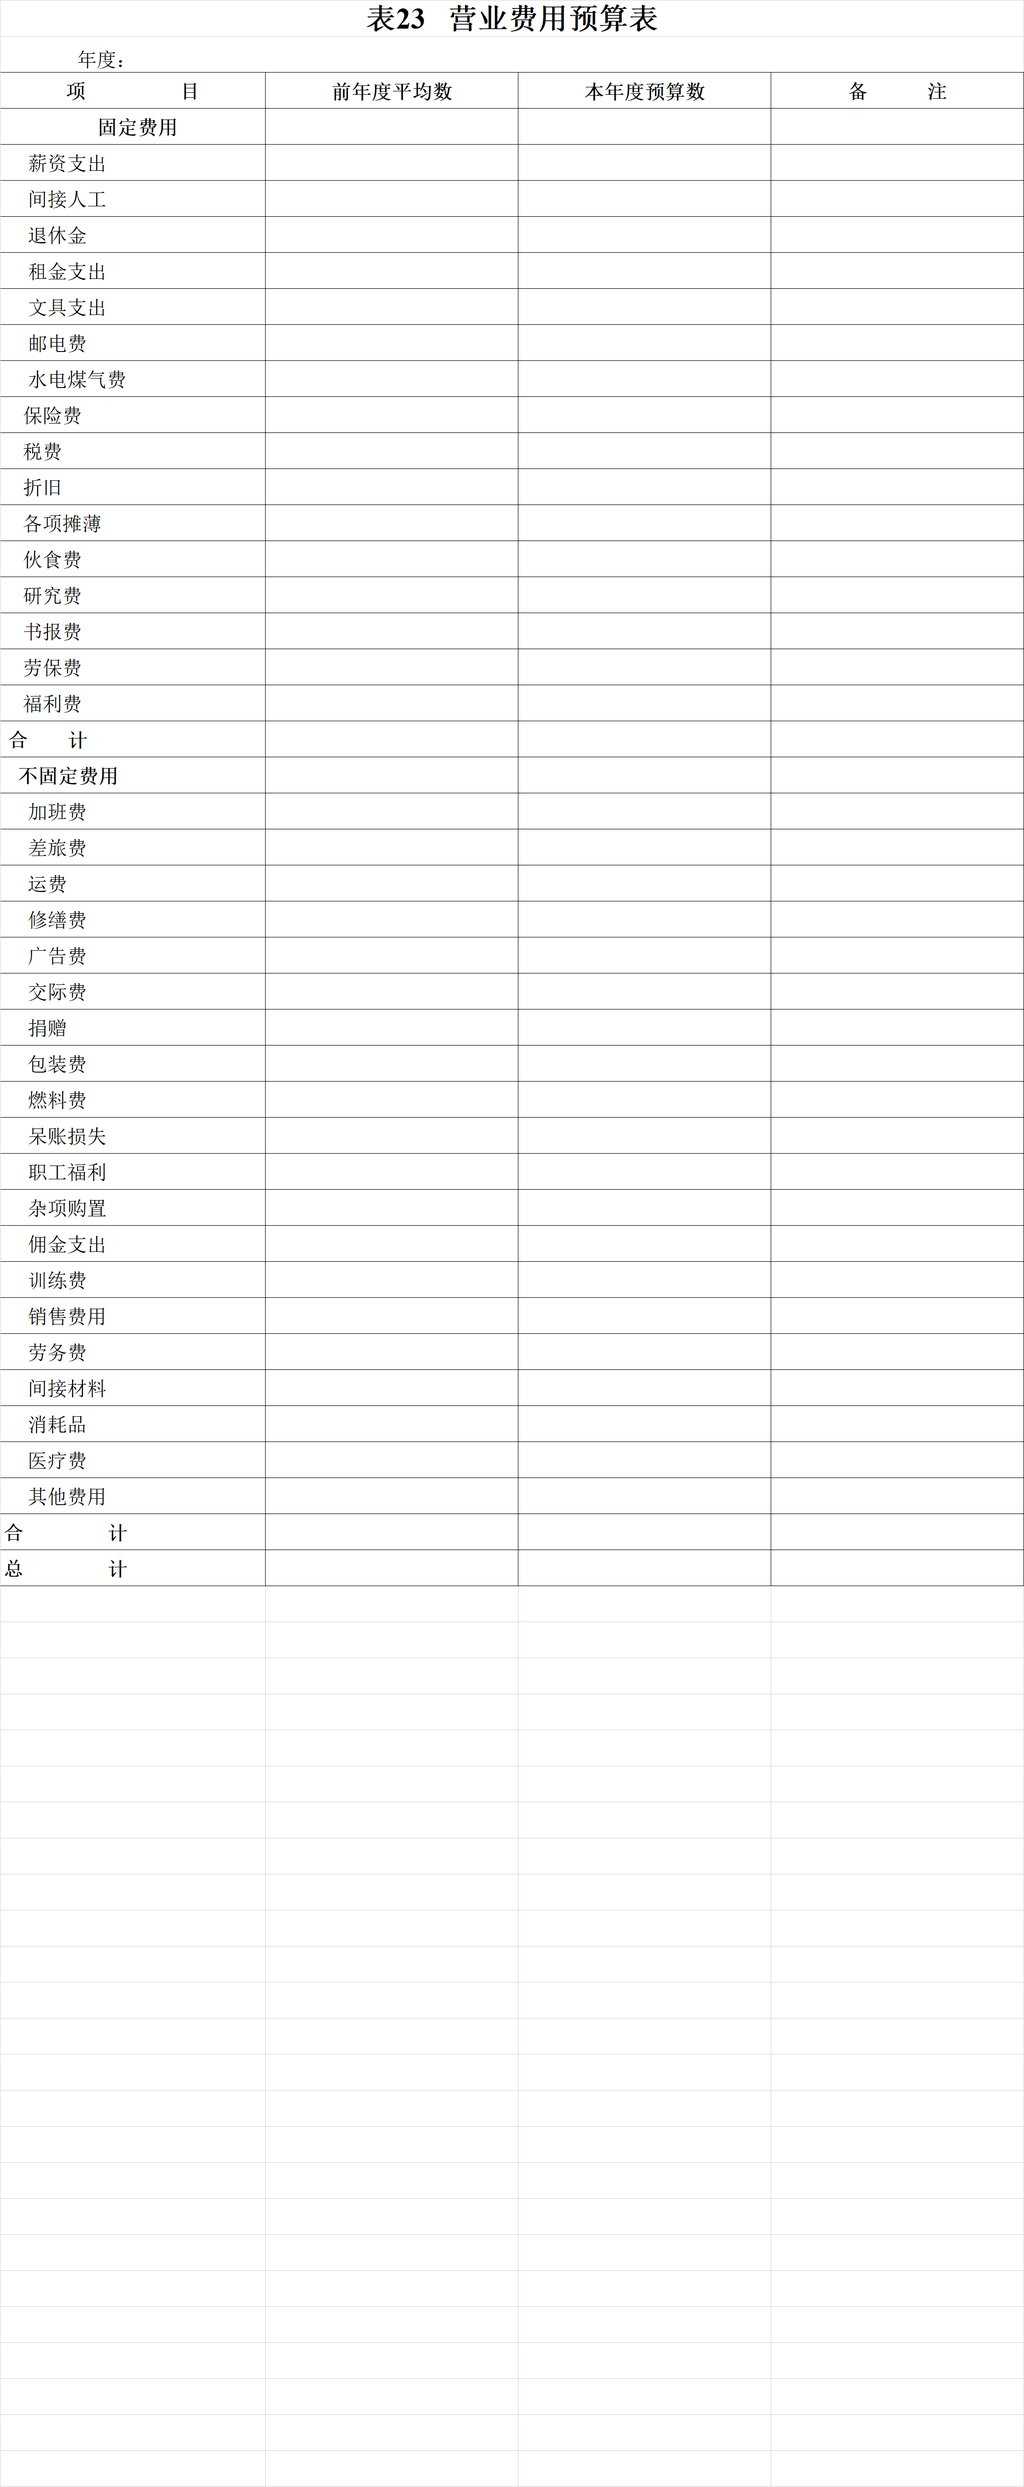 表23 营业费用预算表
年度：
项 目 前年度平均数 本年度预算数 备 注
固定费用
薪资支出
间接人工
退休金
租金支出
文具支出
邮电费
水电煤气费
保险费
税费
折旧
各项摊薄
伙食费
研究费
书报费
劳保费
福利费
合 计
不固定费用
加班费
差旅费
运费
修缮费
广告费
交际费
捐赠
包装费
燃料费
呆账损失
职工福利
杂项购置
佣金支出
训练费
销售费用
劳务费
间接材料
消耗品
医疗费
其他费用
合 计
总 计